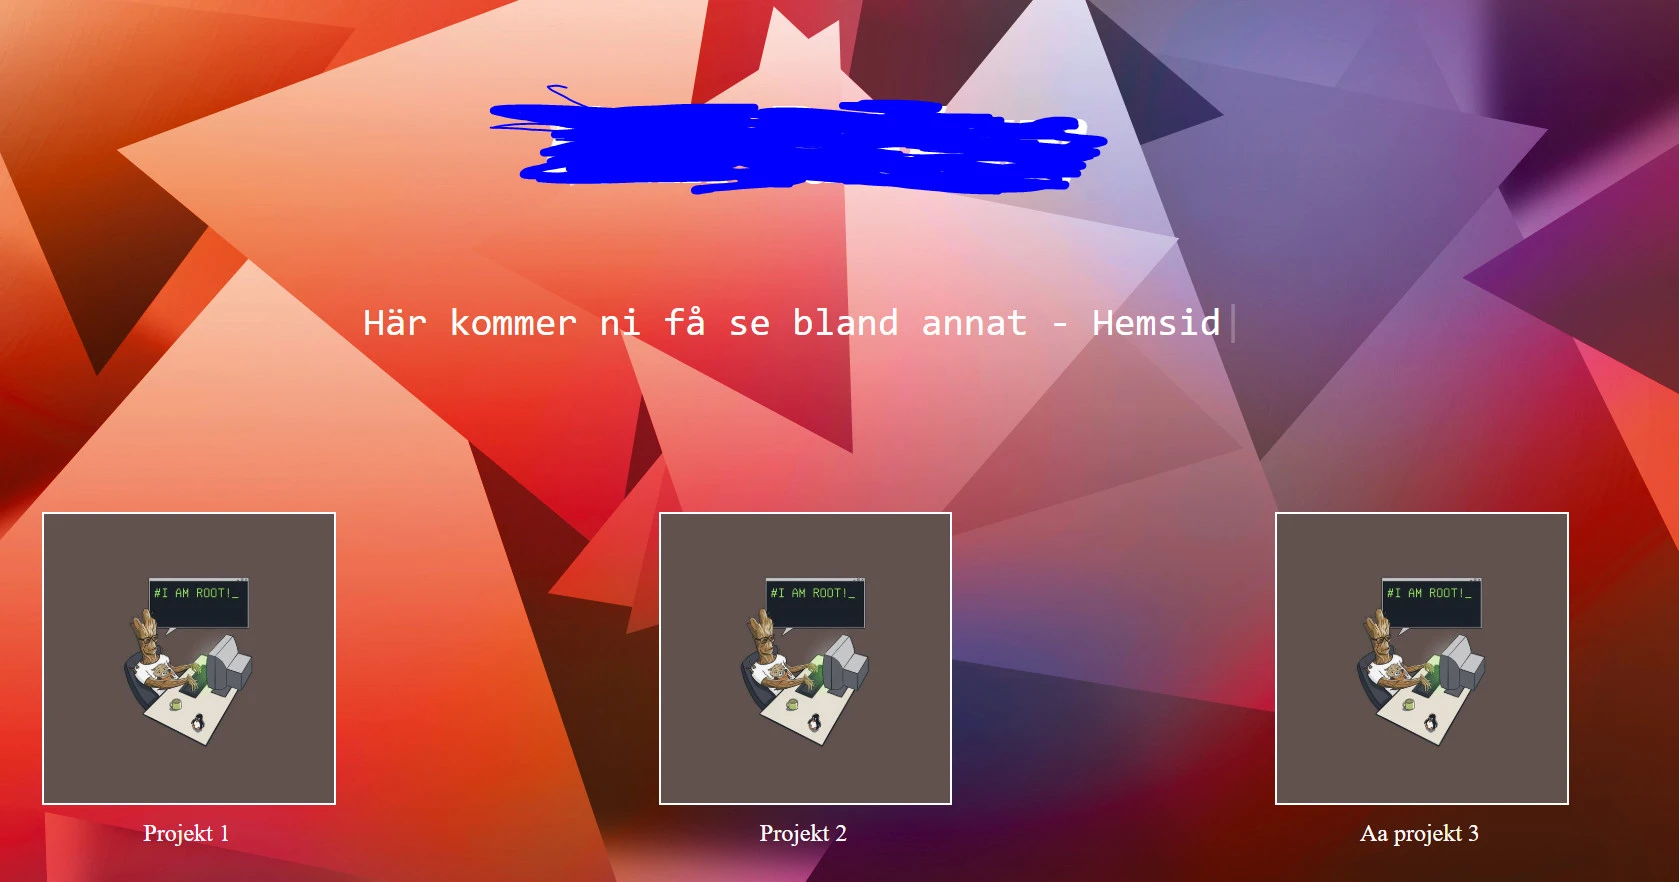 Här kommer ni få se bland annat - Hemsid
#I AM ROOT!_
#I AM ROOT!_
#I AM ROOT!_
Projekt 1
Projekt 2
Aa projekt 3